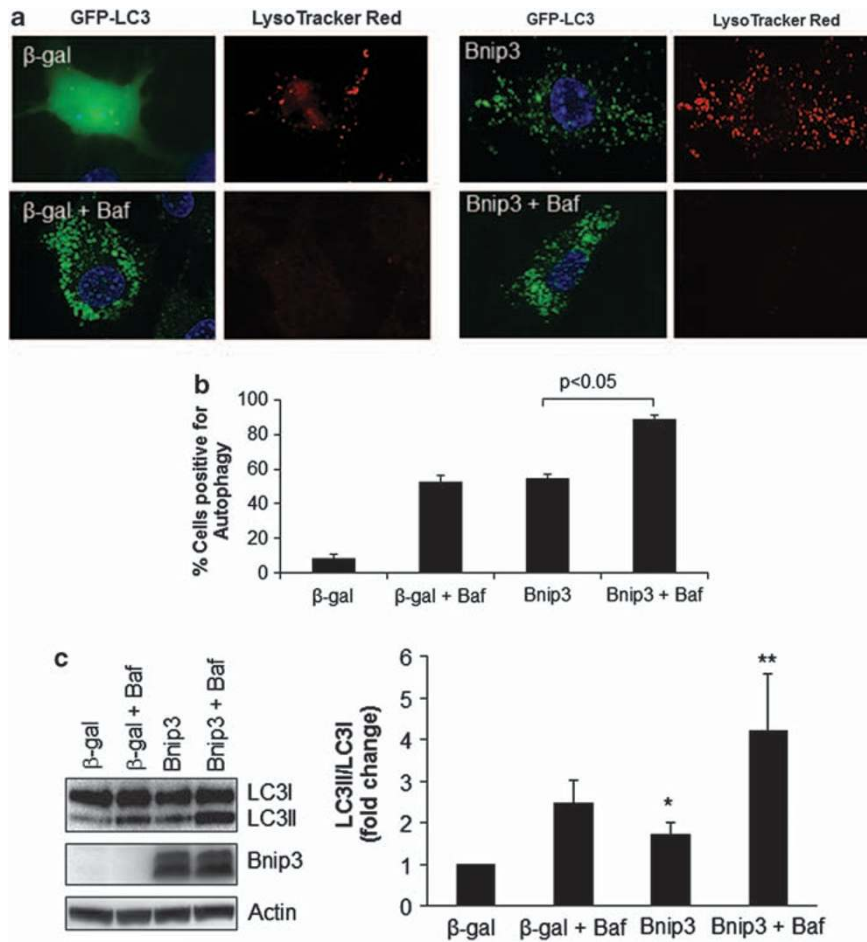 a
GFP-LC3
LysoTracker Red
GFP-LC3
LysoTracker Red
β-gal
Bnip3
β-gal + Baf
Bnip3 + Baf
b
p<0.05
% Cells positive for
Autophagy
100
80
60
40
20
0
β-gal
β-gal + Baf
Bnip3
Bnip3 + Baf
c
β-gal
β-gal + Baf
Bnip3
Bnip3 + Baf
LC3I
LC3II
Bnip3
Actin
LC3II/LC3I
(fold change)
6
5
4
3
2
1
0
*
**
β-gal
β-gal + Baf
Bnip3
Bnip3 + Baf